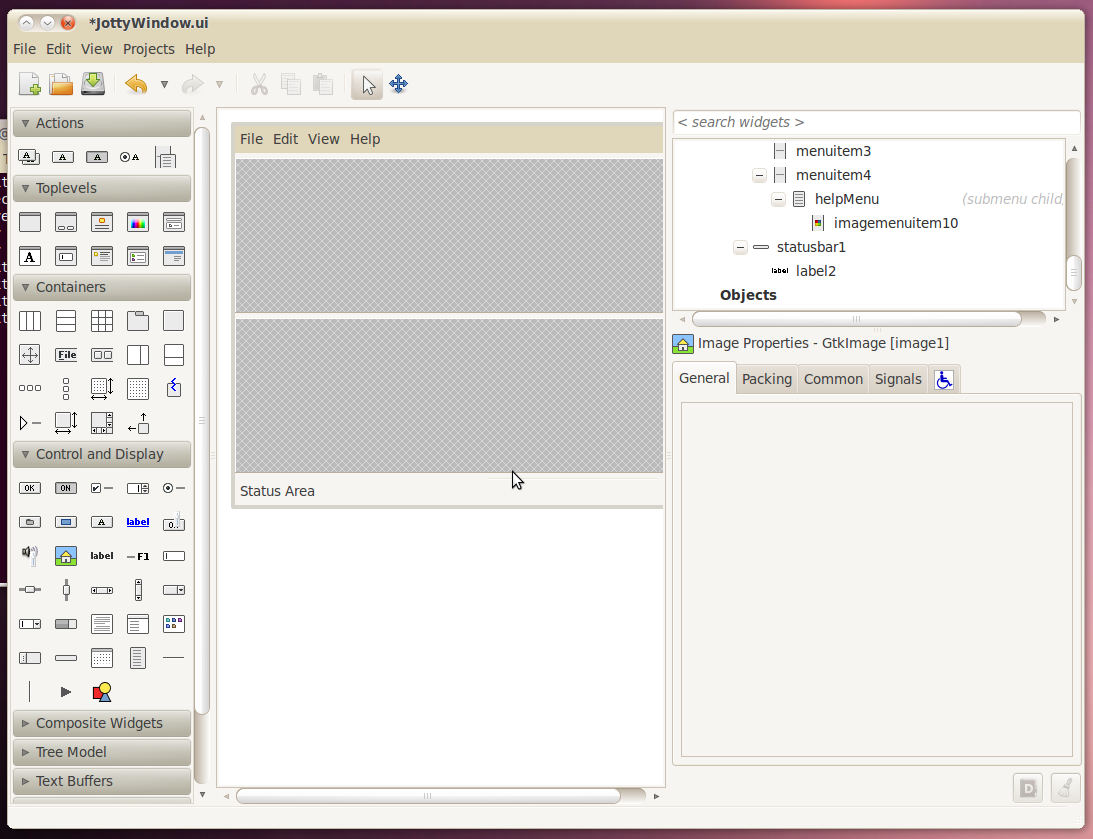 *JottyWindow.ui
File Edit View Projects Help
Actions
Toplevels
Containers
File
Control and Display
OK ON
label
label F1
Composite Widgets
Tree Model
Text Buffers
File Edit View Help
Status Area
< search widgets >
menuitem3
menuitem4
helpMenu (submenu child
imagemenuitem10
statusbar1
label label2
Objects
Image Properties - GtkImage [image1]
General Packing Common Signals
D